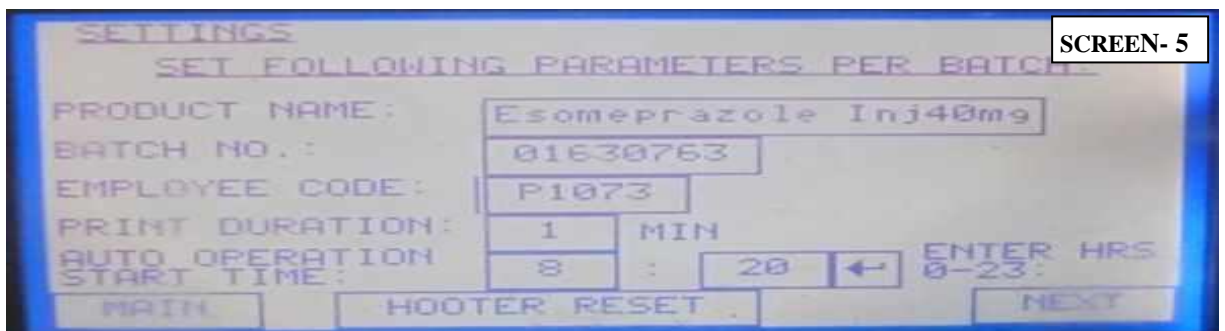 SETTINGS
SCREEN- 5
SET FOLLOWING PARAMETERS PER BATCH.
PRODUCT NAME: Esomeprazole Inj40mg
BATCH NO.: 01630763
EMPLOYEE CODE: P1073
PRINT DURATION: 1 MIN
AUTO OPERATION
START TIME: 8 : 20 ↵ ENTER HRS
0-23:
MAIN HOOTER RESET NEXT